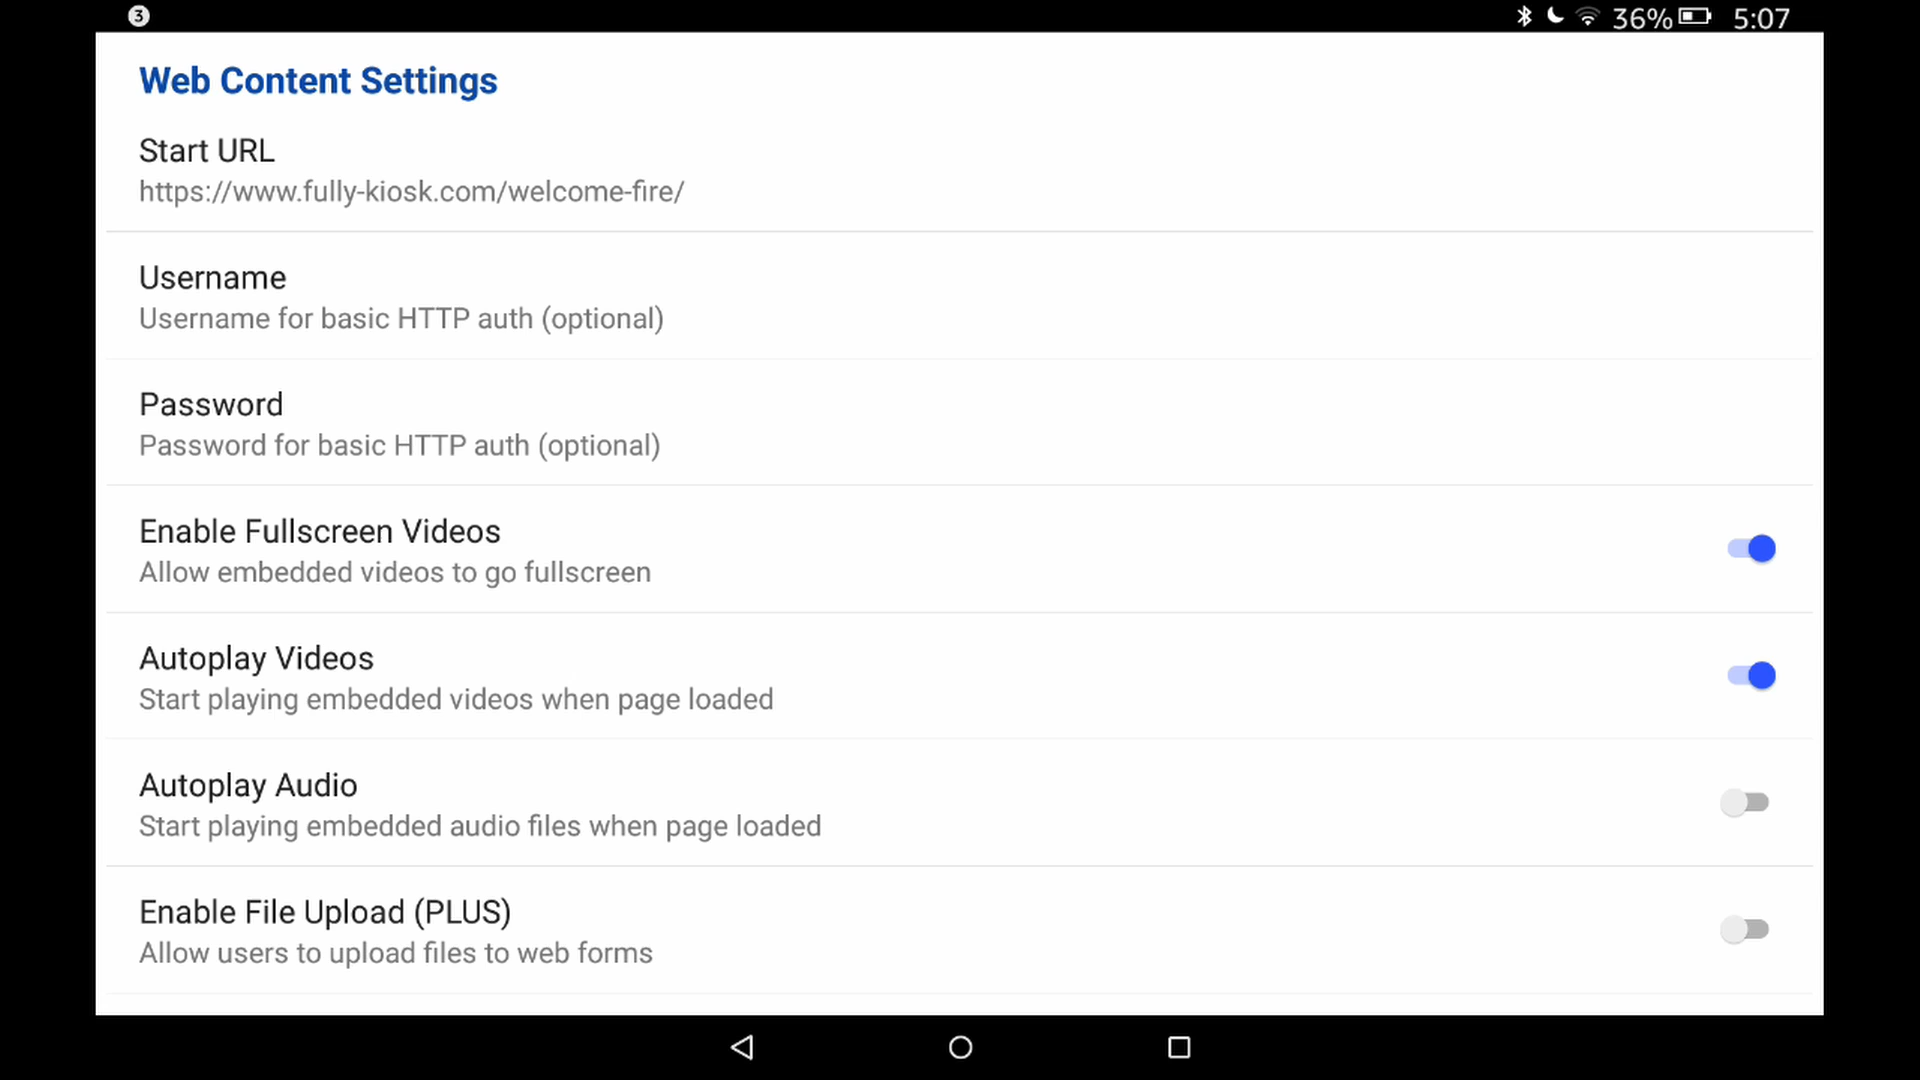 3
36% 5:07
Web Content Settings
Start URL
https://www.fully-kiosk.com/welcome-fire/
Username
Username for basic HTTP auth (optional)
Password
Password for basic HTTP auth (optional)
Enable Fullscreen Videos
Allow embedded videos to go fullscreen
Autoplay Videos
Start playing embedded videos when page loaded
Autoplay Audio
Start playing embedded audio files when page loaded
Enable File Upload (PLUS)
Allow users to upload files to web forms